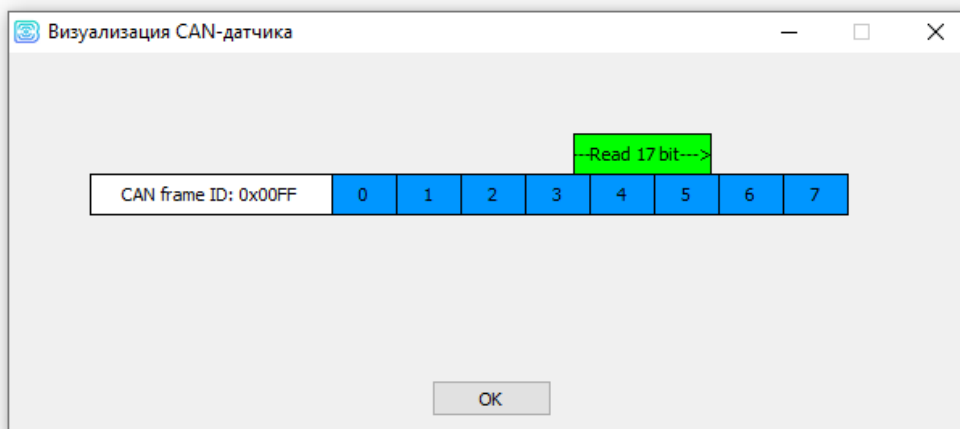 Визуализация CAN-датчика
---Read 17 bit--->
CAN frame ID: 0x00FF 0 1 2 3 4 5 6 7
OK